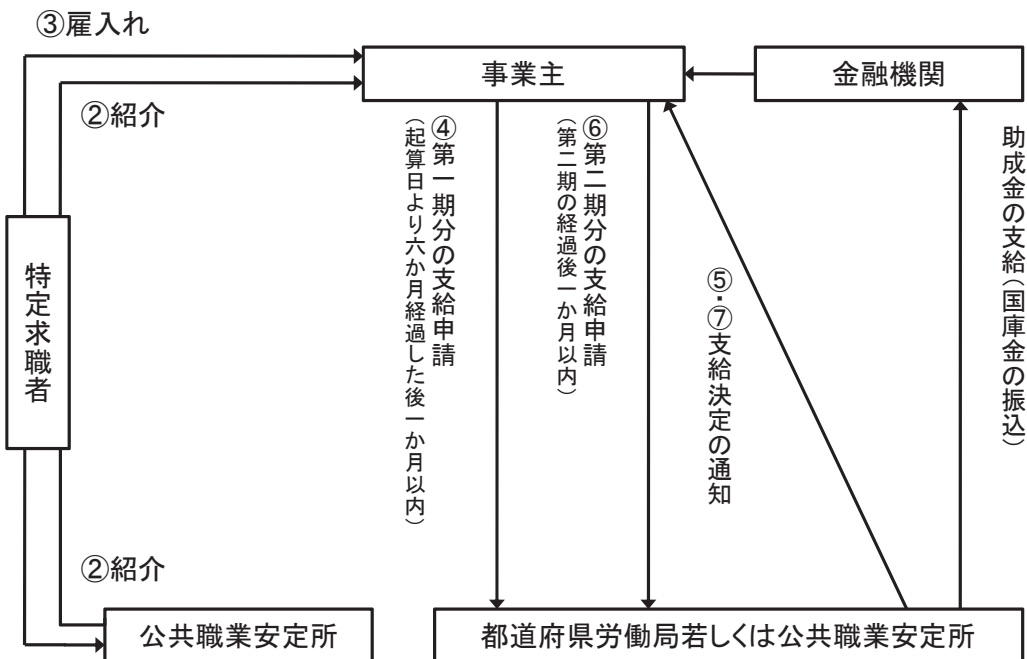 ③雇入れ
事業主
金融機関
②紹介
④第一期分の支給申請
（起算日より六か月経過した後一か月以内）
⑥第二期分の支給申請
（第二期の経過後一か月以内）
⑤・⑦支給決定の通知
助成金の支給（国庫金の振込）
特定求職者
②紹介
公共職業安定所
都道府県労働局若しくは公共職業安定所